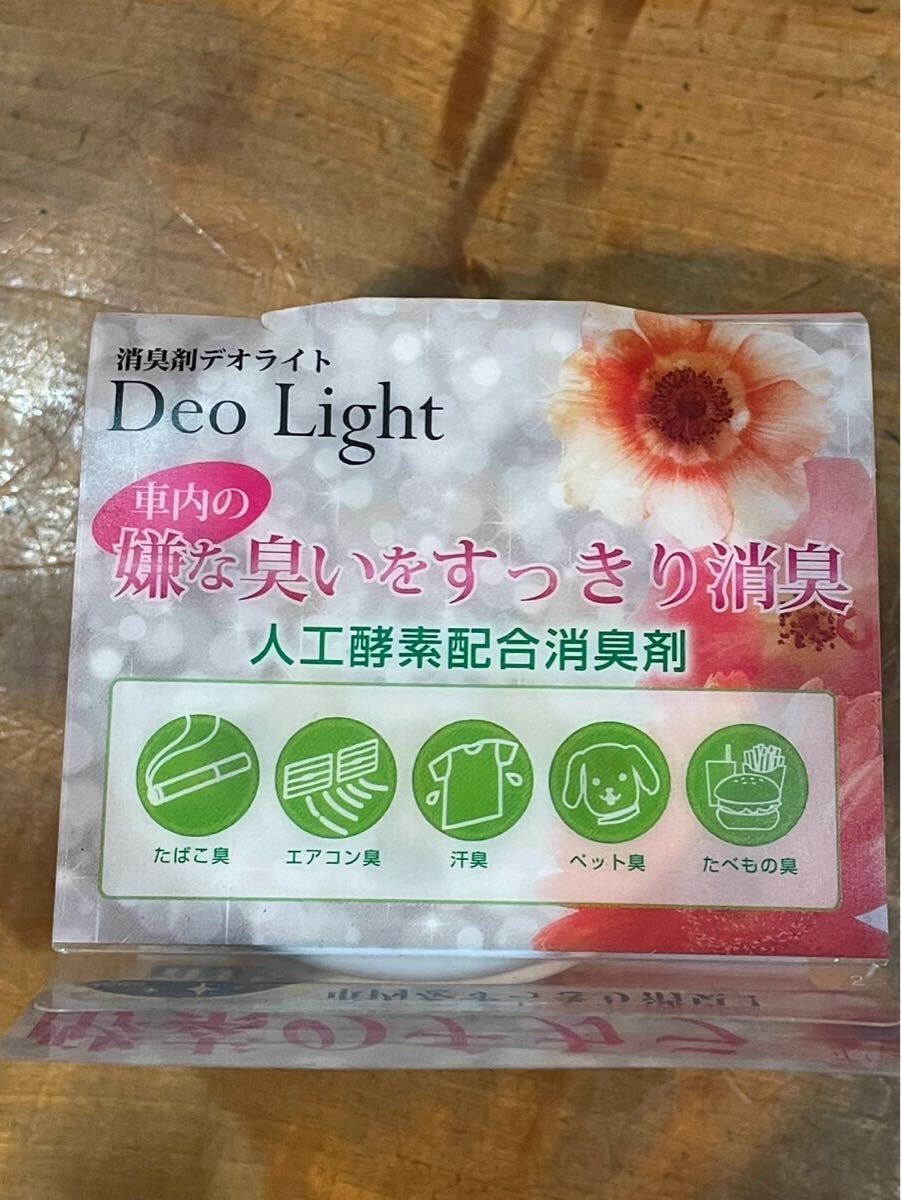 消臭剤デオライト
Deo Light
車内の
嫌な臭いをすっきり消臭
人工酵素配合消臭剤
たばこ臭
エアコン臭
汗臭
ペット臭
たべもの臭
2